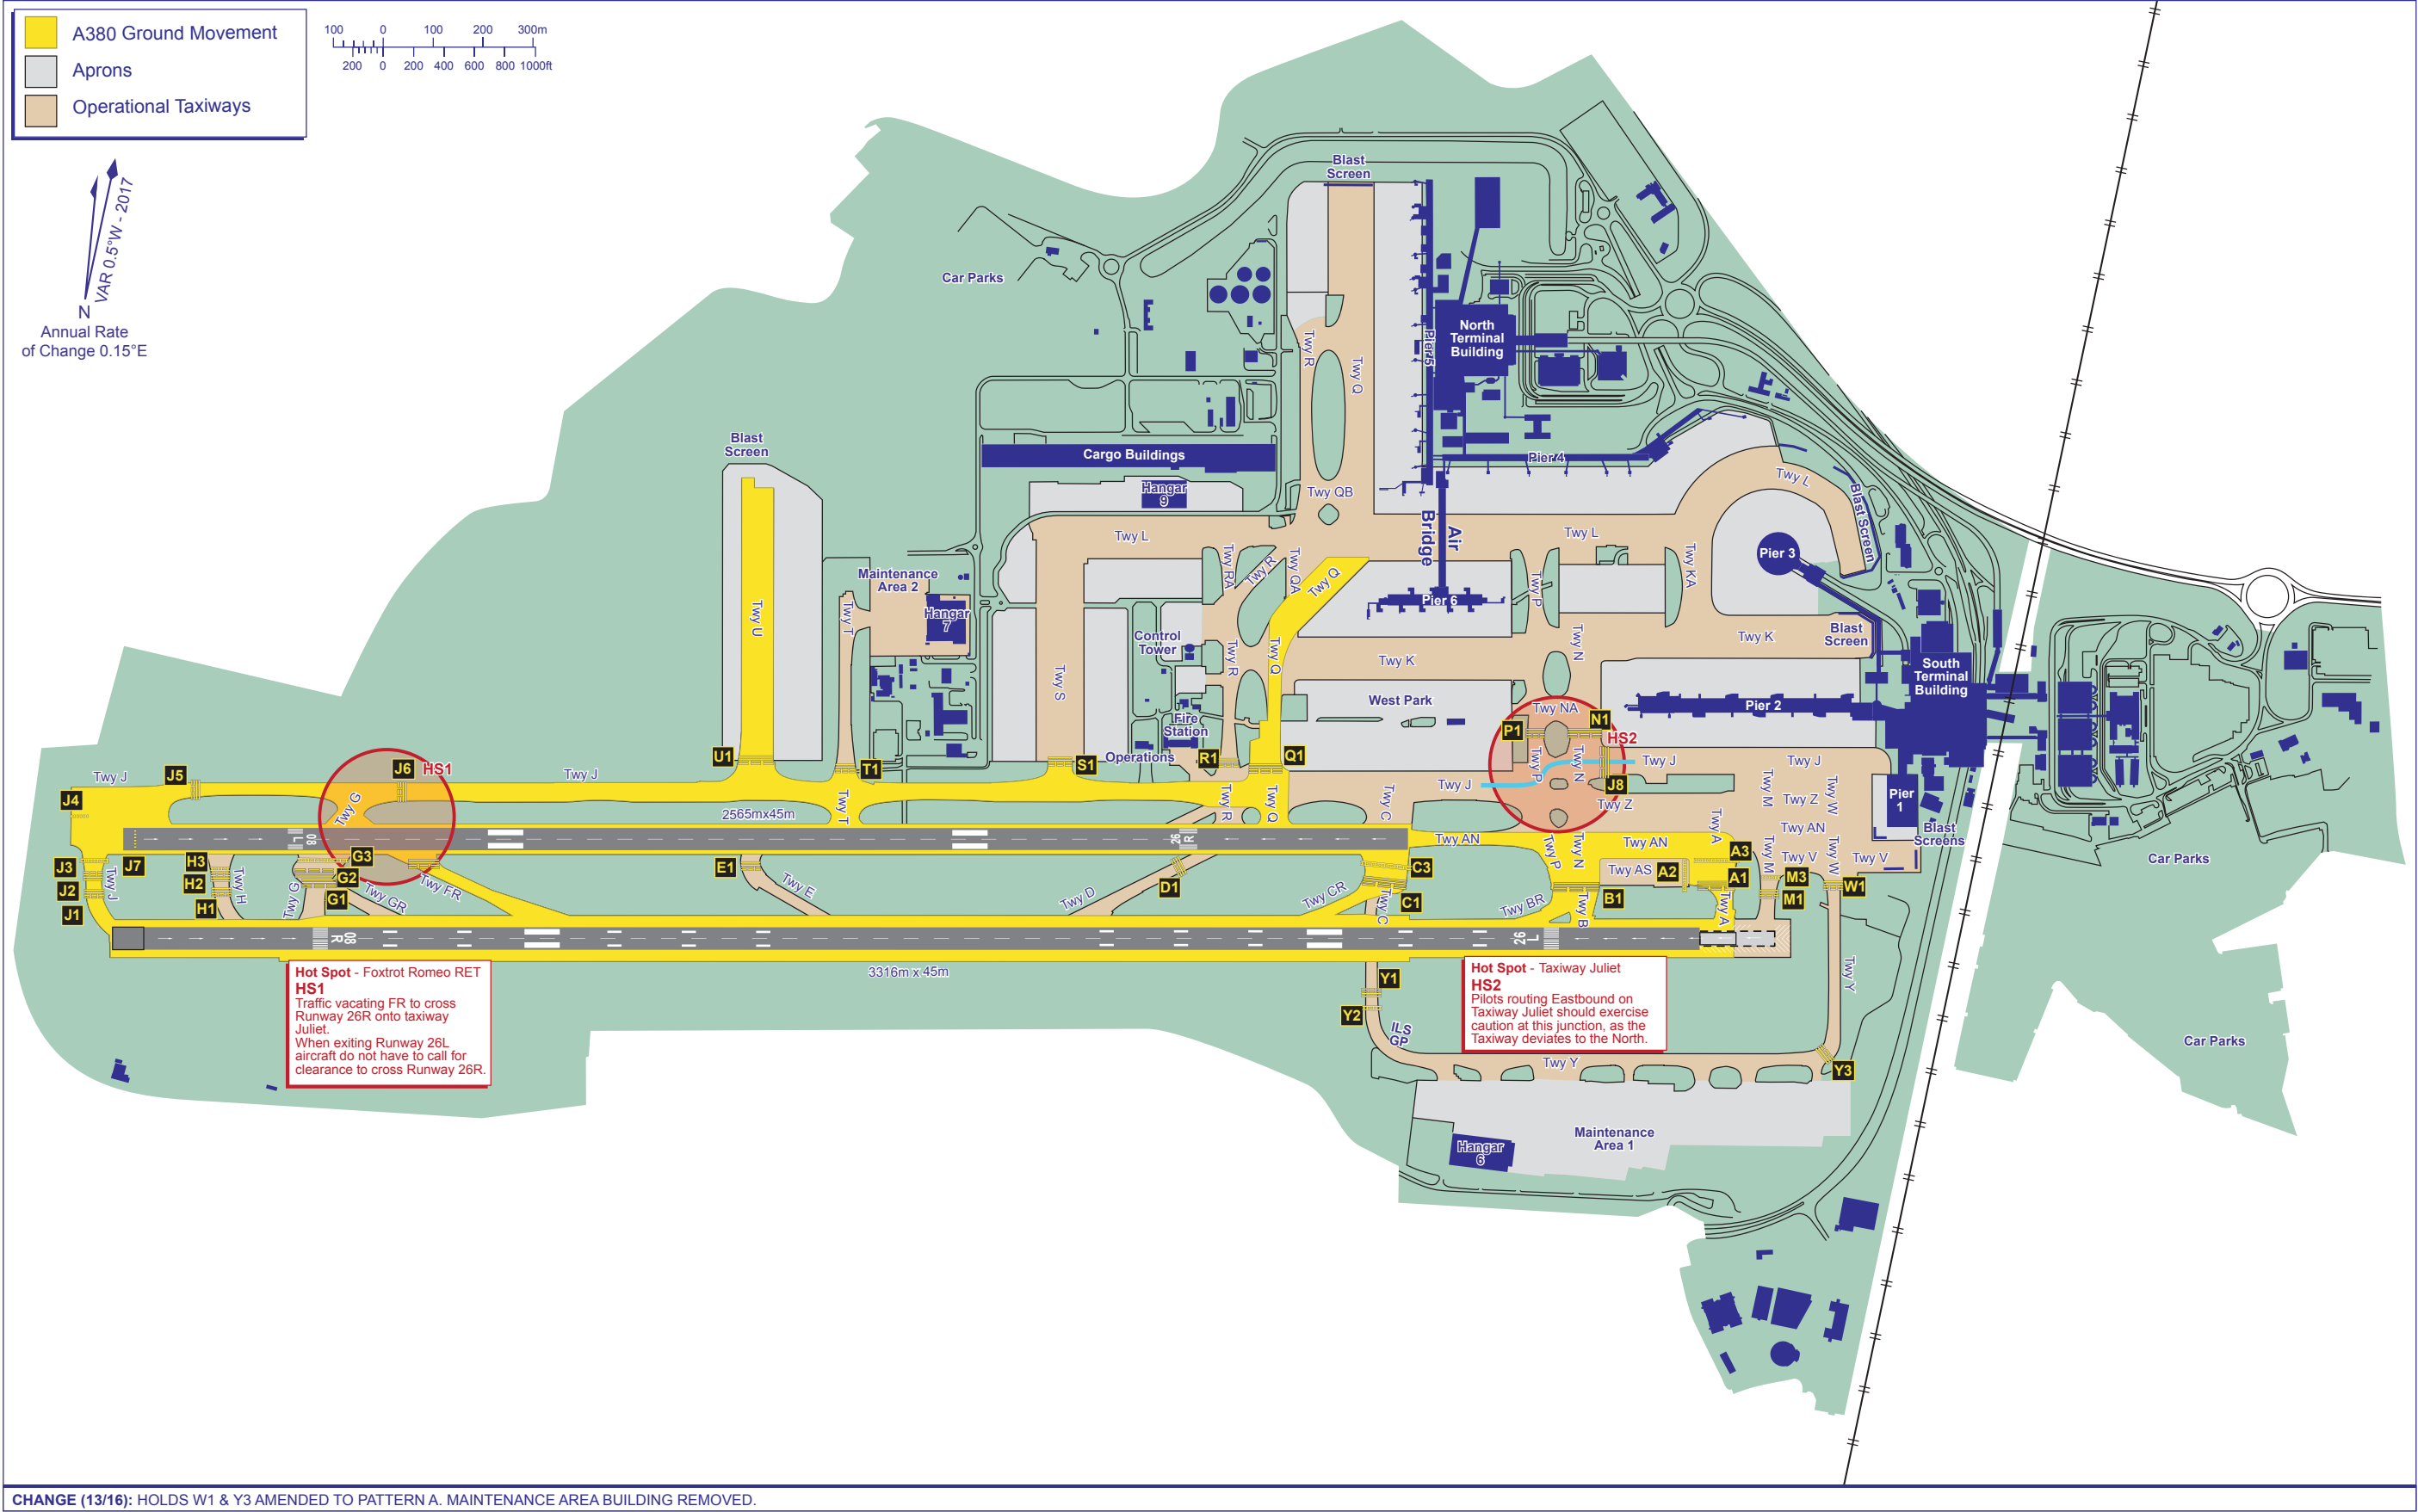 A380 Ground Movement
Aprons
Operational Taxiways
100 0 100 200 300m
200 0 200 400 600 800 1000ft
VAR 0.5°W - 2017
N
Annual Rate
of Change 0.15°E
Blast
Screen
Car Parks
North
Terminal
Building
Pier 5
Twy R
Twy Q
Blast
Screen
Cargo Buildings
Pier 4
Twy L
Hangar
9
Twy QB
Blast Screen
Air
Bridge
Twy L
Twy L
Pier 3
Twy RA
Twy R
Twy QA
Twy Q
Twy P
Twy KA
Maintenance
Area 2
Hangar
7
Twy T
Twy U
Pier 6
Control
Tower
Twy R
Twy Q
Twy N
Twy K
Twy K
Blast
Screen
South
Terminal
Building
Twy S
West Park
Pier 2
Fire
Station
Operations
Twy NA
P1
N1
HS2
U1
T1
S1
R1
Q1
Twy J
J5
J6
HS1
Twy J
Twy J
Twy P
Twy N
Twy J
Twy J
J8
Twy Z
Twy M
Twy Z
Twy W
Pier
1
J4
Twy G
2565mx45m
Twy T
Twy R
Twy Q
Twy C
08
L
26
R
Twy AN
Twy P
Twy N
Twy AN
Twy A
Twy AN
Blast
Screens
J3
J7
J2
J1
Twy J
H3
H2
H1
Twy H
G3
G2
G1
Twy G
Twy GR
Twy FR
E1
Twy E
D1
Twy D
C3
Twy CR
Twy C
C1
Twy BR
Twy B
B1
Twy AS
A2
A3
A1
Twy A
Twy M
M3
M1
Twy V
Twy W
Twy V
W1
Car Parks
08
R
26
L
3316m x 45m
Hot Spot - Foxtrot Romeo RET
HS1
Traffic vacating FR to cross
Runway 26R onto taxiway
Juliet.
When exiting Runway 26L
aircraft do not have to call for
clearance to cross Runway 26R.
Y1
Y2
ILS
GP
Hot Spot - Taxiway Juliet
HS2
Pilots routing Eastbound on
Taxiway Juliet should exercise
caution at this junction, as the
Taxiway deviates to the North.
Twy Y
Twy Y
Y3
Car Parks
Maintenance
Area 1
Hangar
6
CHANGE (13/16): HOLDS W1 & Y3 AMENDED TO PATTERN A. MAINTENANCE AREA BUILDING REMOVED.